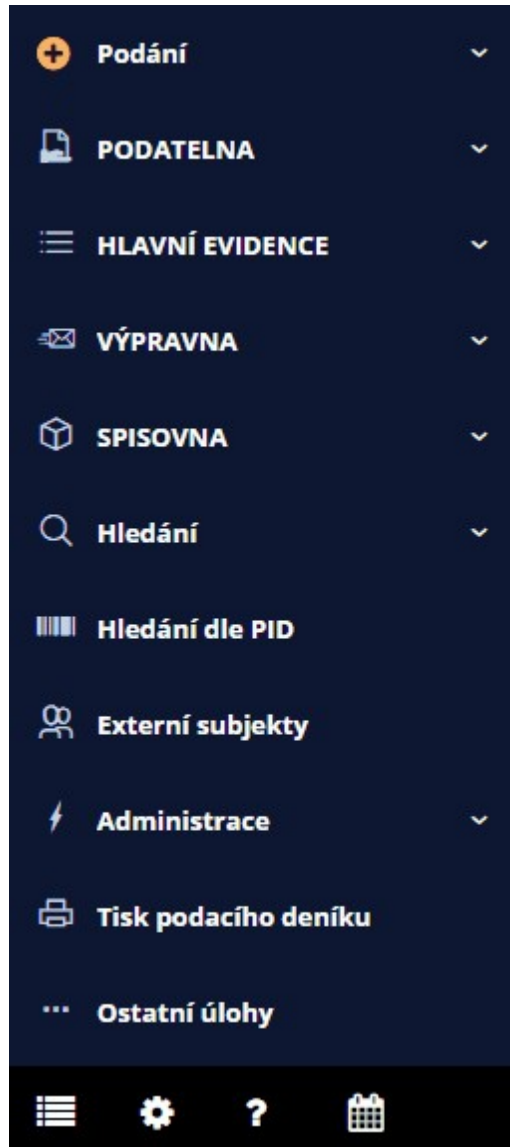 Podání
PODATELNA
HLAVNÍ EVIDENCE
VÝPRAVNA
SPISOVNA
Hledání
Hledání dle PID
Externí subjekty
Administrace
Tisk podacího deníku
Ostatní úlohy
?